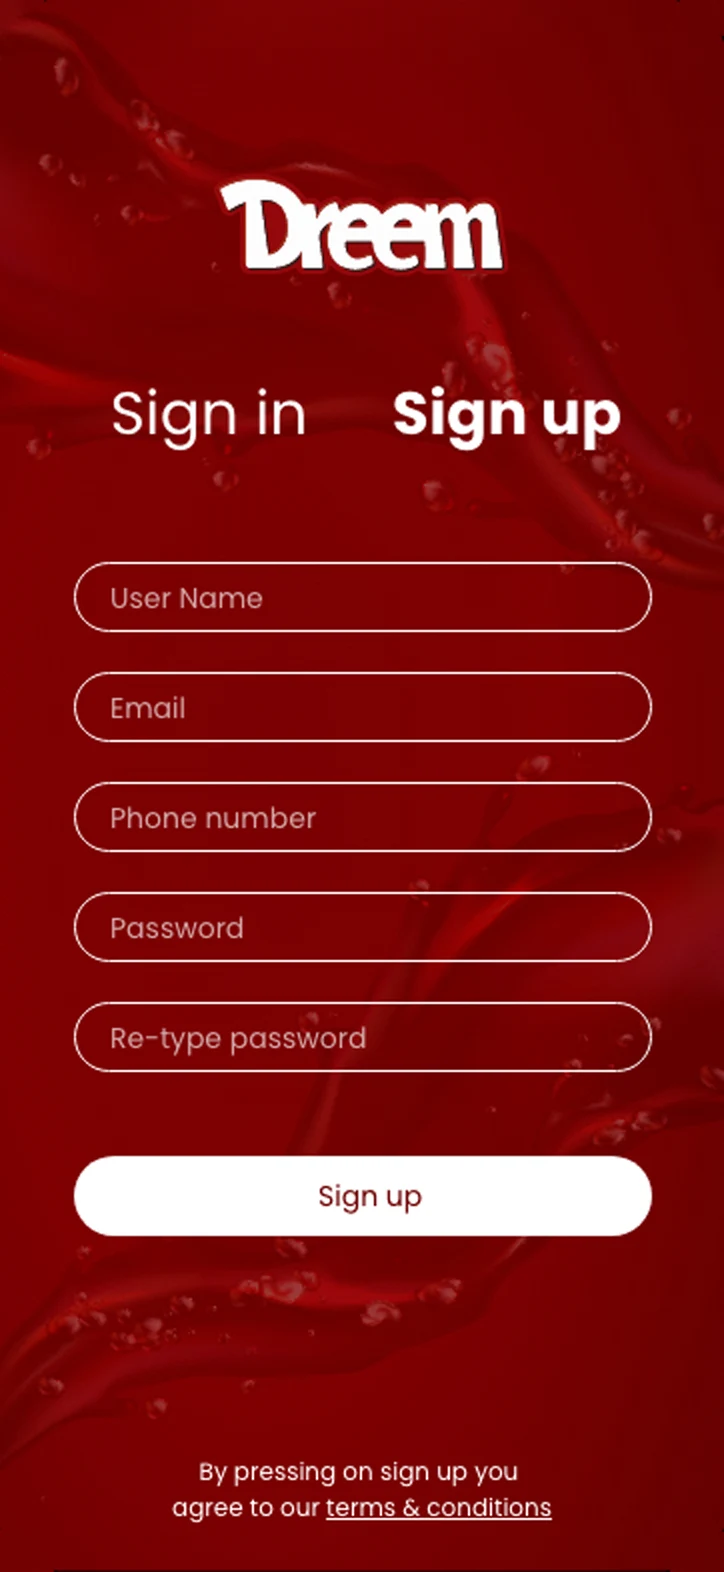 Dreem
Sign in Sign up
User Name
Email
Phone number
Password
Re-type password
Sign up
By pressing on sign up you
agree to our terms & conditions